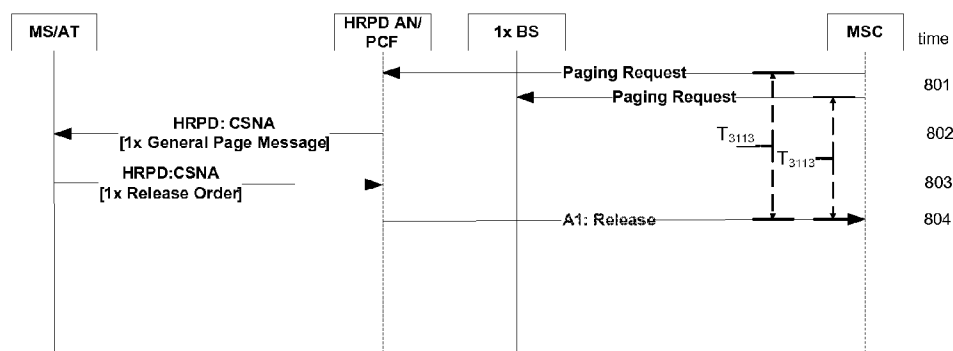 MS/AT
HRPD AN/
PCF
1x BS
MSC
time
Paging Request
801
Paging Request
HRPD: CSNA
[1x General Page Message]
802
T3113
T3113
HRPD:CSNA
[1x Release Order]
803
A1: Release
804